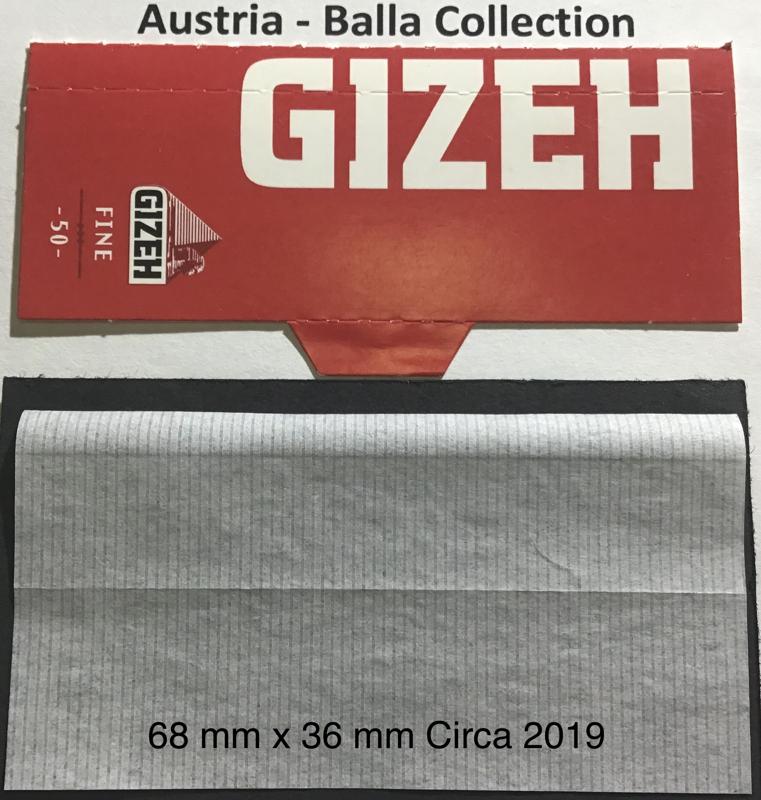 Austria - Balla Collection
GIZEH
GIZEH
FINE
-50-
68 mm x 36 mm Circa 2019